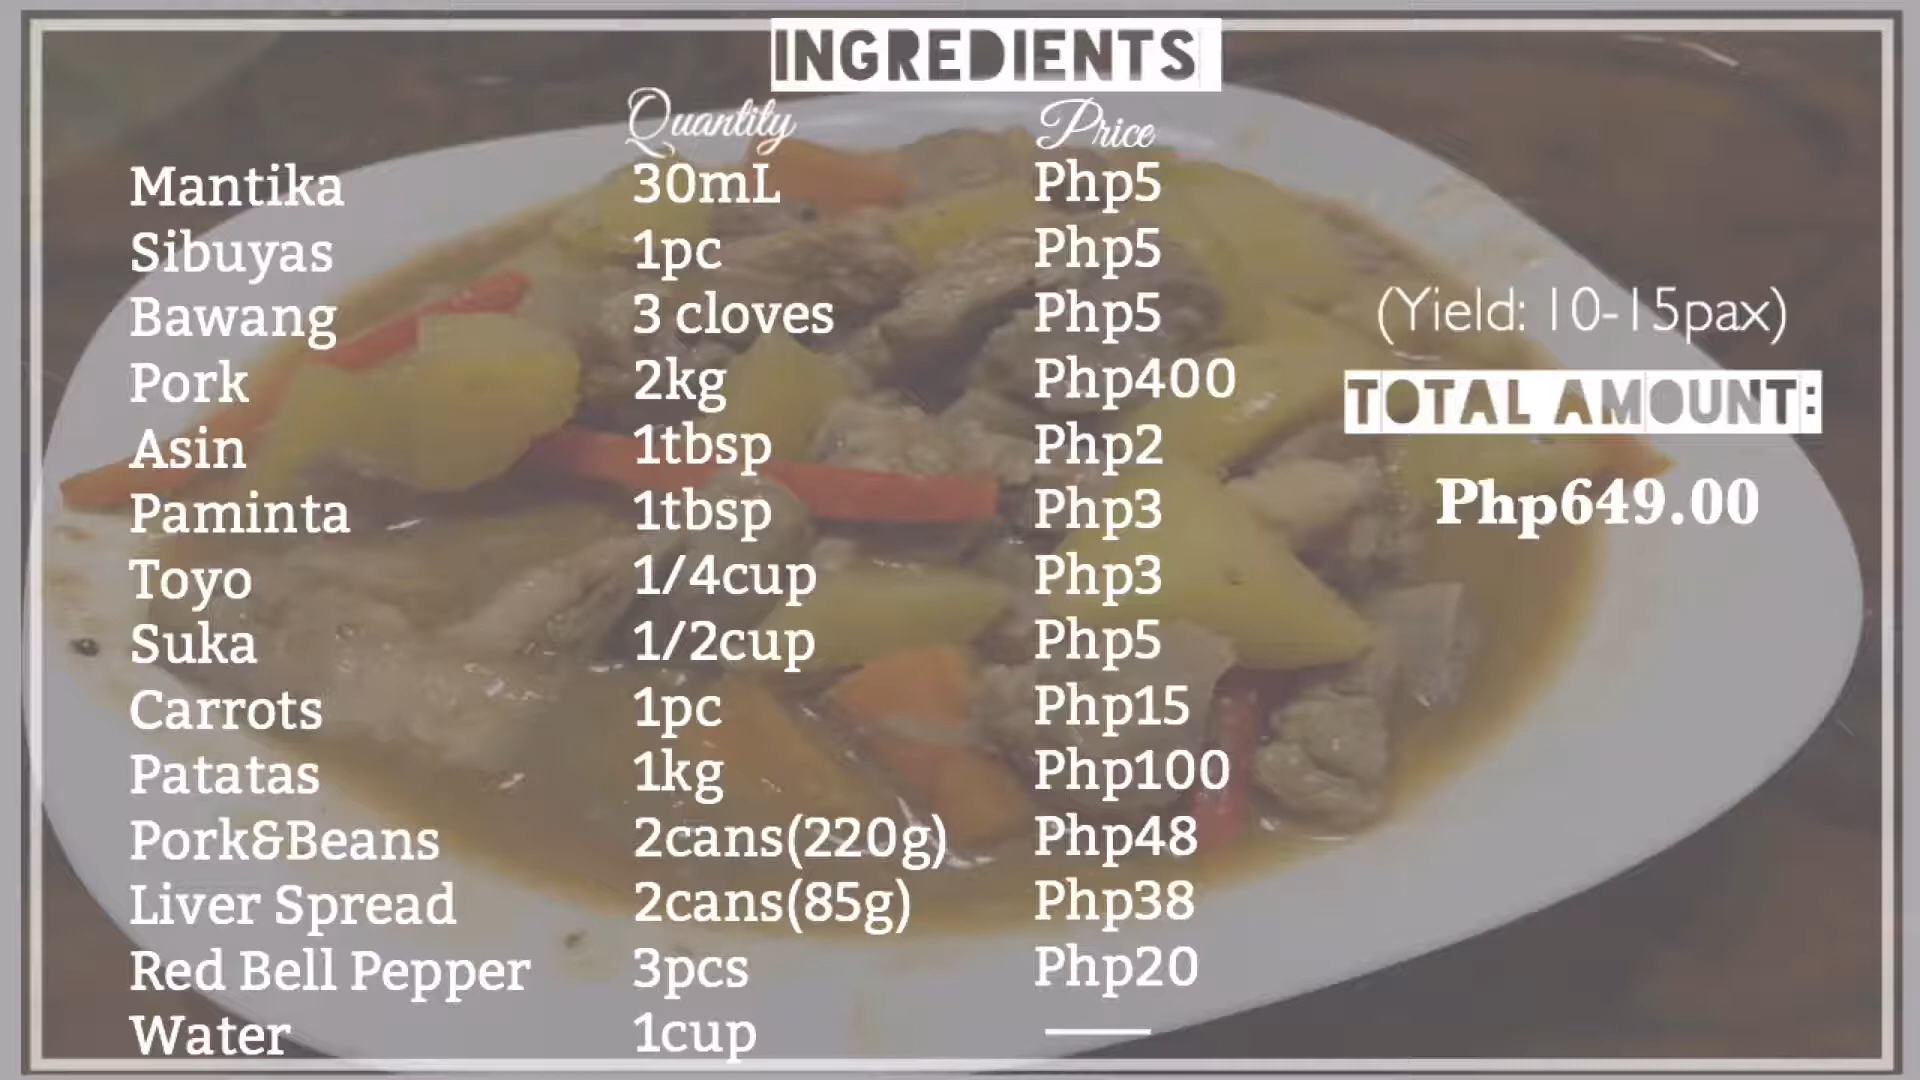 INGREDIENTS
Quantity Price
Mantika 30mL Php5
Sibuyas 1pc Php5
Bawang 3 cloves Php5
Pork 2kg Php400
Asin 1tbsp Php2
Paminta 1tbsp Php3
Toyo 1/4cup Php3
Suka 1/2cup Php5
Carrots 1pc Php15
Patatas 1kg Php100
Pork&Beans 2cans(220g) Php48
Liver Spread 2cans(85g) Php38
Red Bell Pepper 3pcs Php20
Water 1cup
(Yield: 10-15pax)
TOTAL AMOUNT:
Php649.00